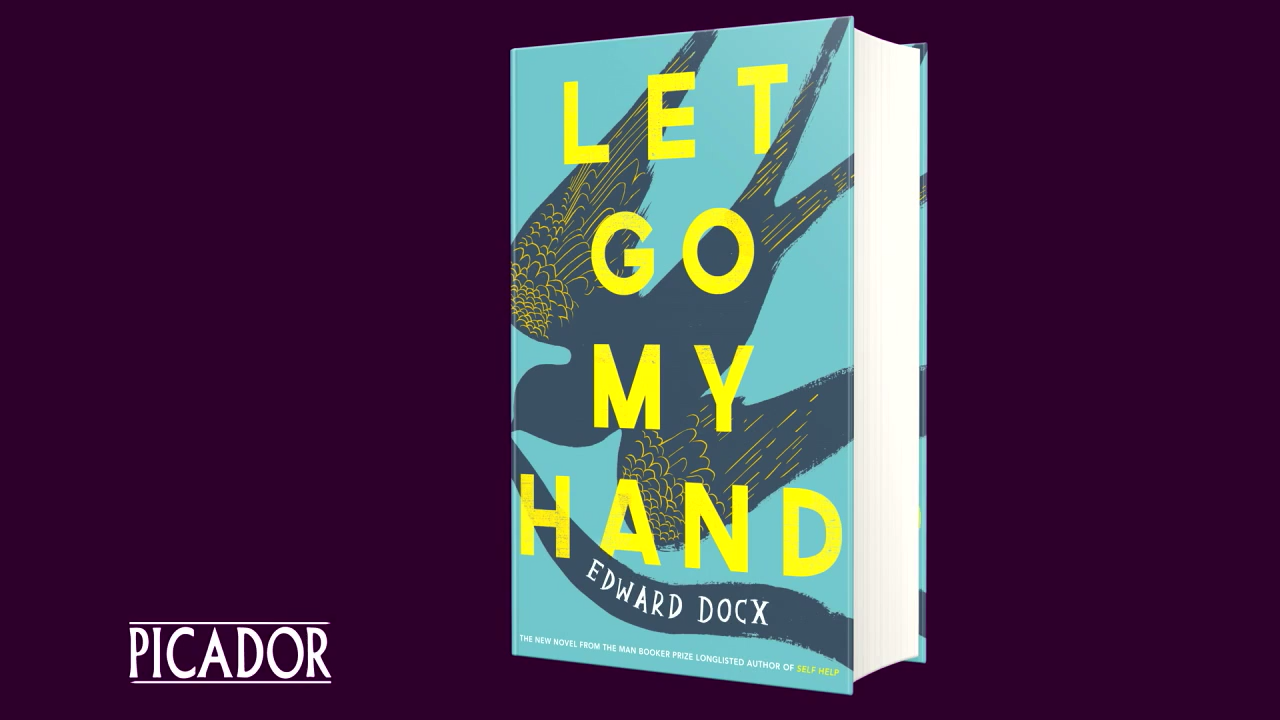 LET
GO
MY
HAND
EDWARD DOCX
THE NEW NOVEL FROM THE MAN BOOKER PRIZE LONGLISTED AUTHOR OF SELF HELP
PICADOR